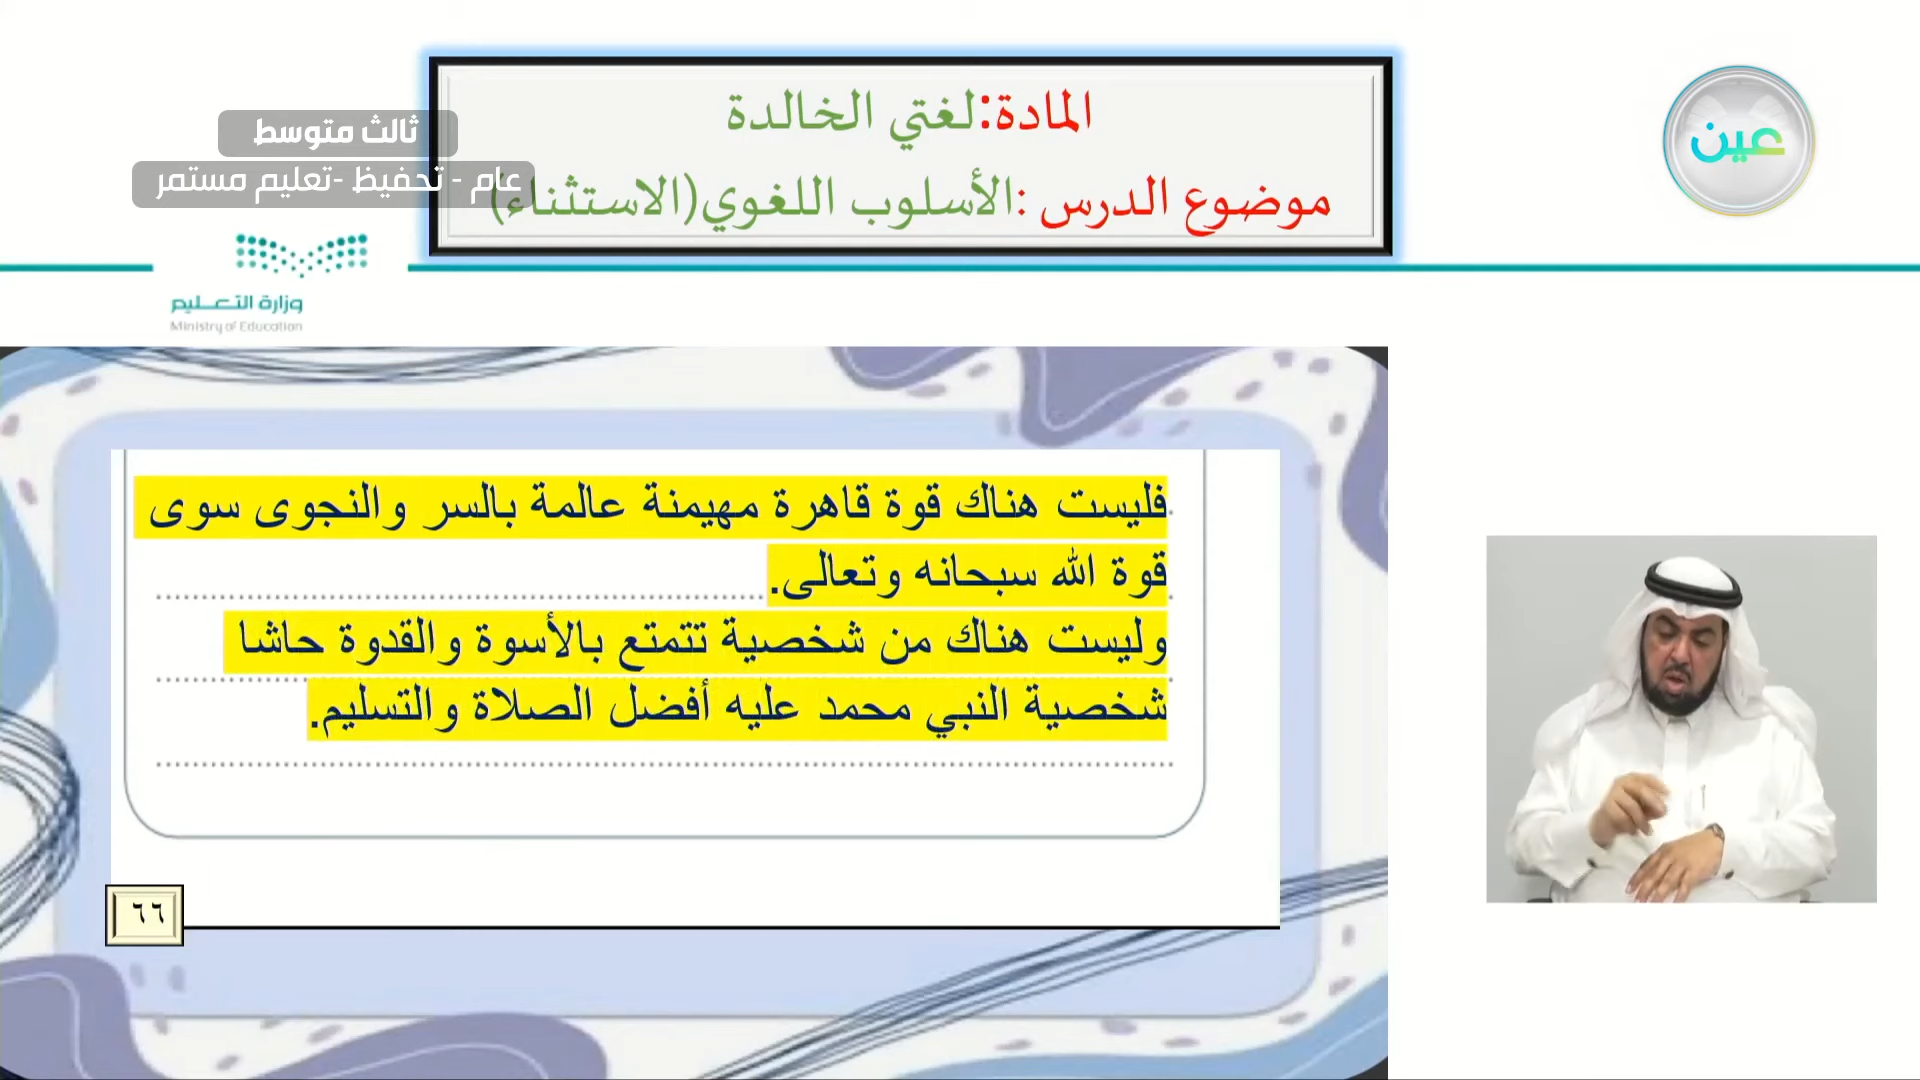 المادة:لغتي الخالدة
موضوع الدرس :الأسلوب اللغوي(الاستثناء)
ثالث متوسط
عام - تحفيظ -تعليم مستمر
عين
وزارة التعليم
Ministry of Education
فليست هناك قوة قاهرة مهيمنة عالمة بالسر والنجوى سوى
قوة الله سبحانه وتعالى.
وليست هناك من شخصية تتمتع بالأسوة والقدوة حاشا
شخصية النبي محمد عليه أفضل الصلاة والتسليم.
٦٦